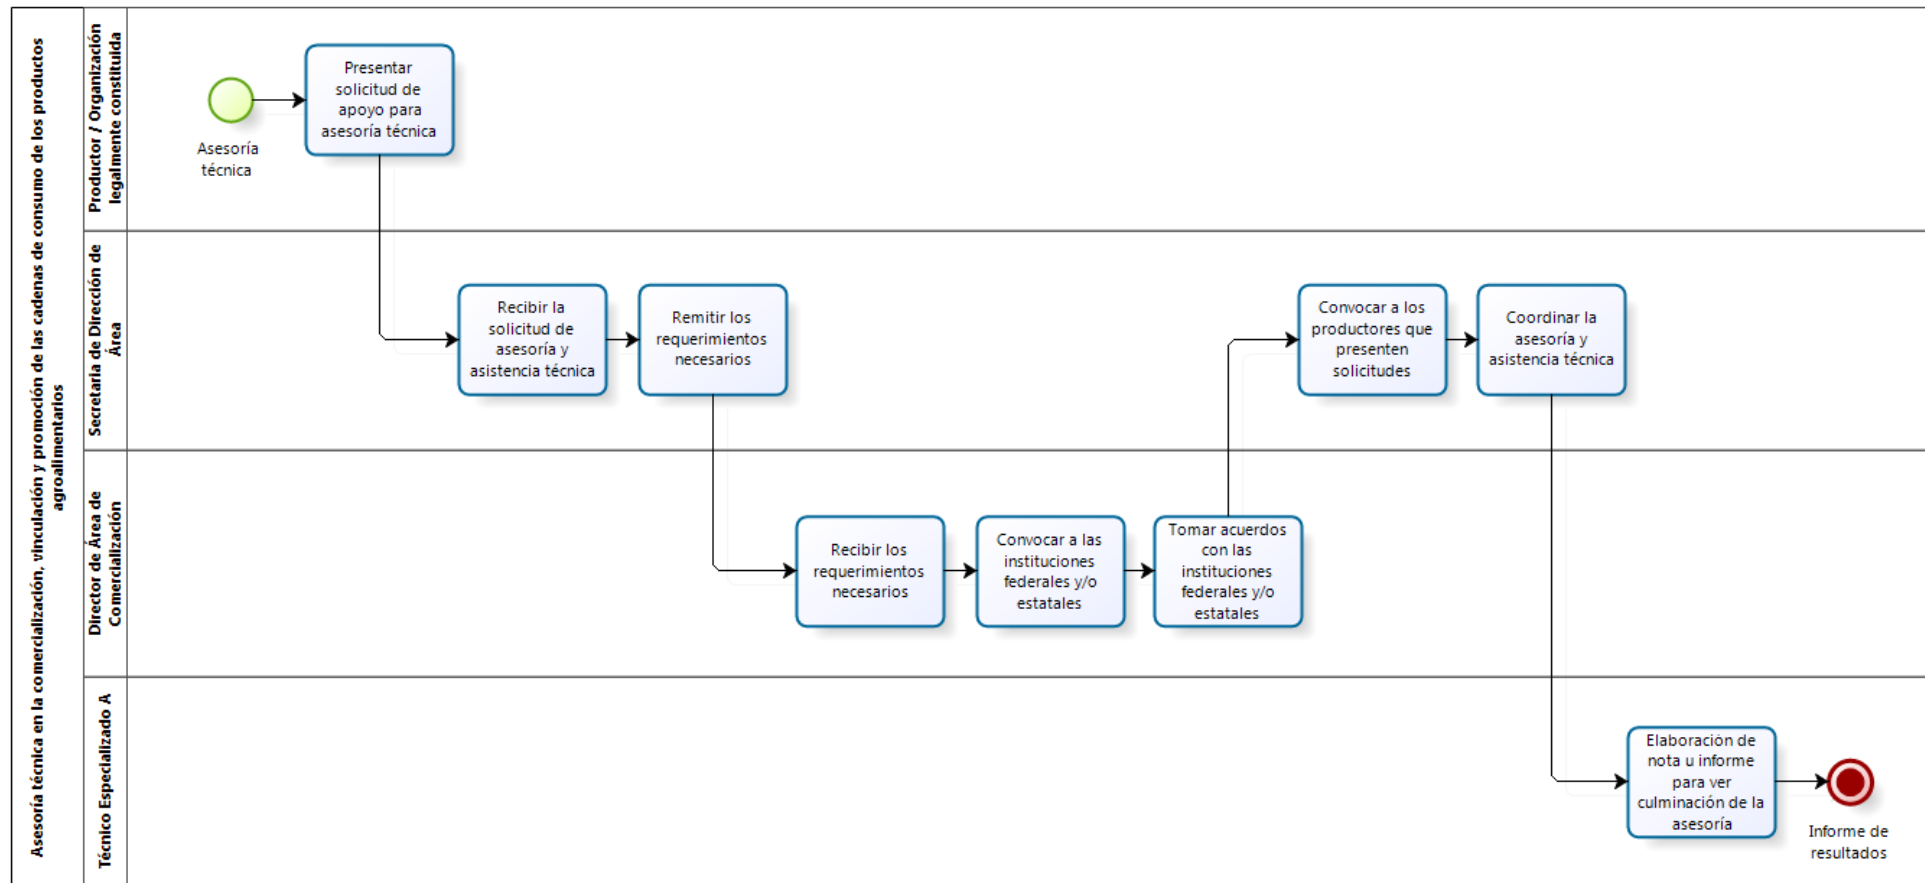 Asesoría técnica en la comercialización, vinculación y promoción de las cadenas de consumo de los productos
agroalimentarios
Productor / Organización
legalmente constituida
Asesoría
técnica
Presentar
solicitud de
apoyo para
asesoría técnica
Secretaria de Dirección de
Área
Recibir la
solicitud de
asesoría y
asistencia técnica
Remitir los
requerimientos
necesarios
Convocar a los
productores que
presenten
solicitudes
Coordinar la
asesoría y
asistencia técnica
Director de Área de
Comercialización
Recibir los
requerimientos
necesarios
Convocar a las
instituciones
federales y/o
estatales
Tomar acuerdos
con las
instituciones
federales y/o
estatales
Técnico Especializado A
Elaboración de
nota u informe
para ver
culminación de la
asesoría
Informe de
resultados